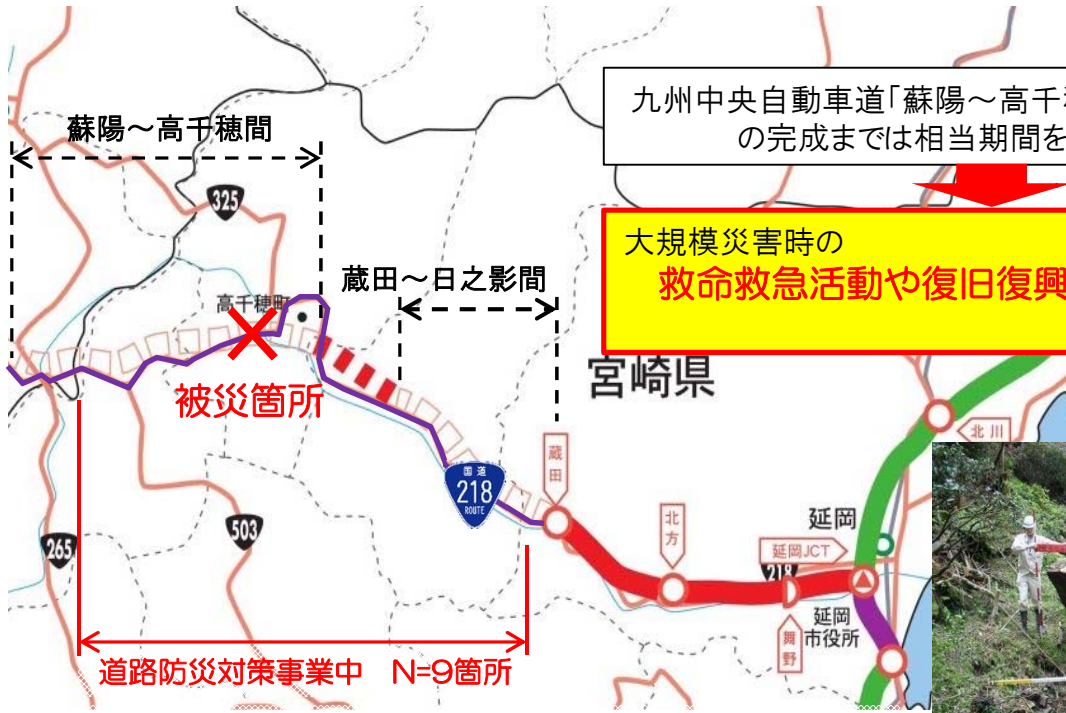 九州中央自動車道「蘇陽～高千穂
の完成までは相当期間を
大規模災害時の
救命救急活動や復旧復興
蘇陽～高千穂間
325
蔵田～日之影間
高千穂町
被災箇所
宮崎県
北川
蔵田
国道
218
ROUTE
北方
延岡
延岡JCT
218
265
503
舞野
延岡
市役所
道路防災対策事業中 N=9箇所